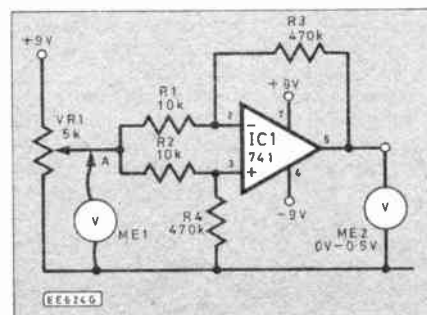 R3
470k
+9V
VR1
5k
A
V
ME1
R1
10k
R2
10k
2
3
R4
470k
+9V
7
IC1
741
5
6
-9V
V
ME2
0V-0·5V
EE624G